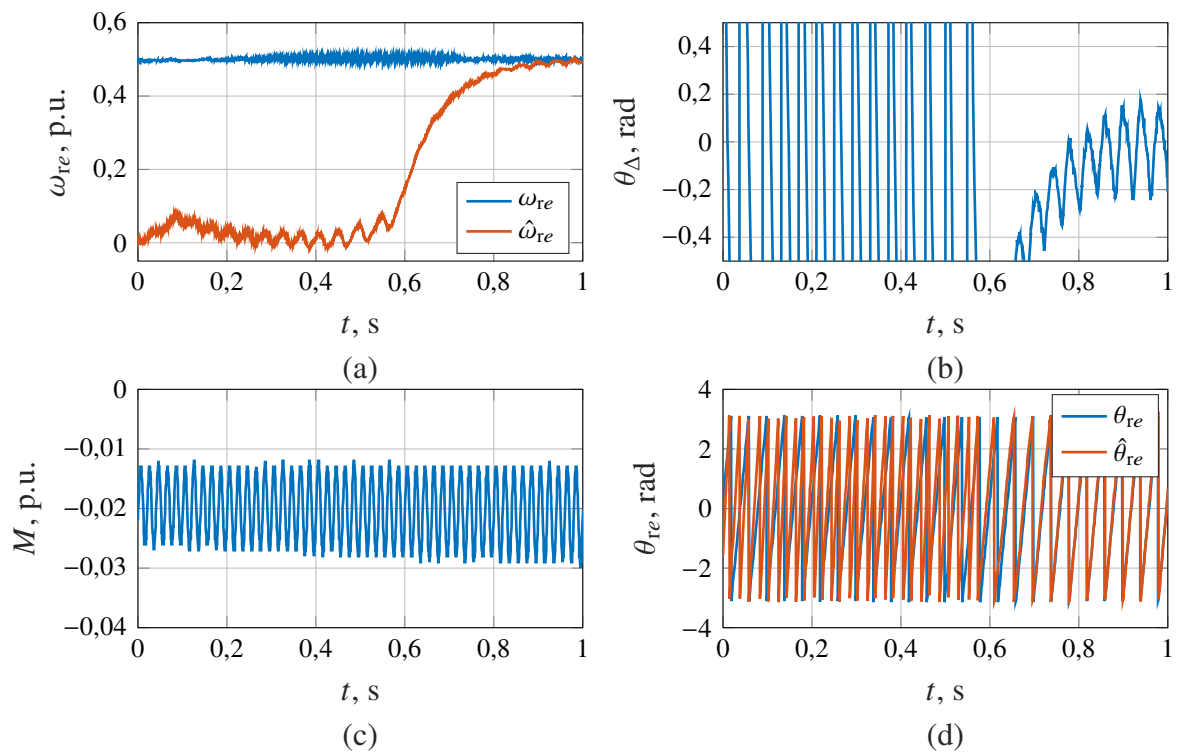 0,6
0,4
0,2
0
0 0,2 0,4 0,6 0,8 1
ω_re, p.u.
ω_re
ω̂_re
t, s
(a)
0,4
0,2
0
−0,2
−0,4
0 0,2 0,4 0,6 0,8 1
θ_Δ, rad
t, s
(b)
0
−0,01
−0,02
−0,03
−0,04
0 0,2 0,4 0,6 0,8 1
M, p.u.
t, s
(c)
4
2
0
−2
−4
0 0,2 0,4 0,6 0,8 1
θ_re, rad
θ_re
θ̂_re
t, s
(d)